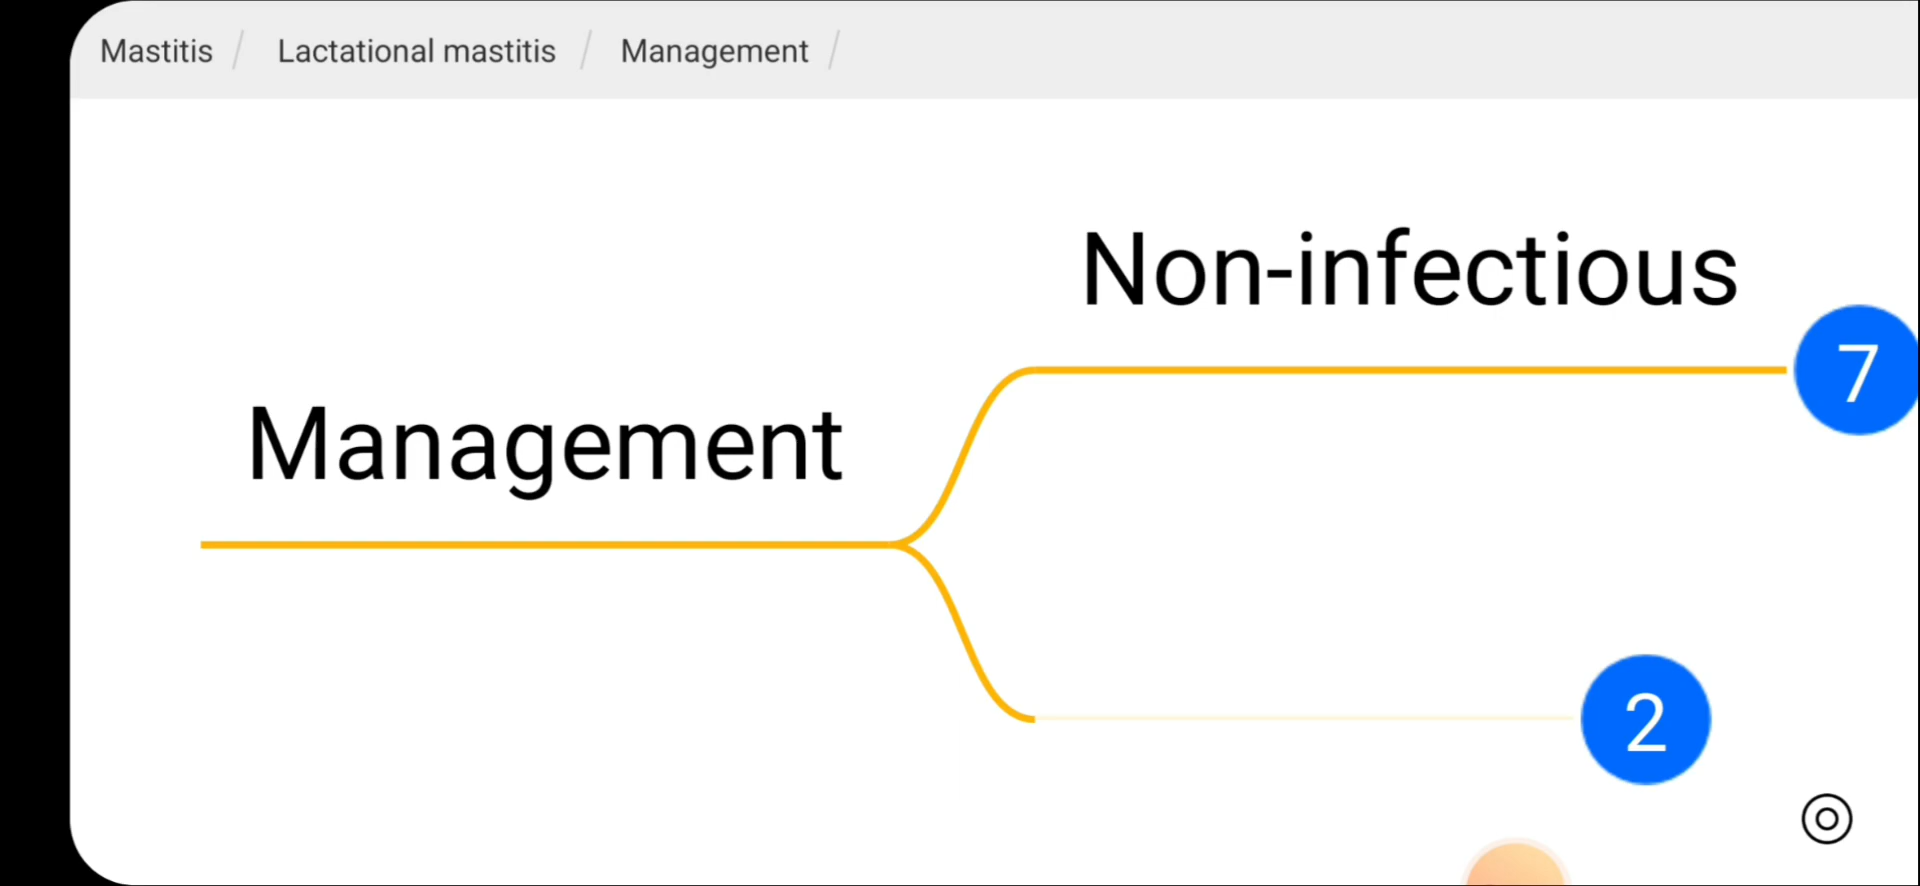 Mastitis / Lactational mastitis / Management /
Non-infectious
7
Management
2